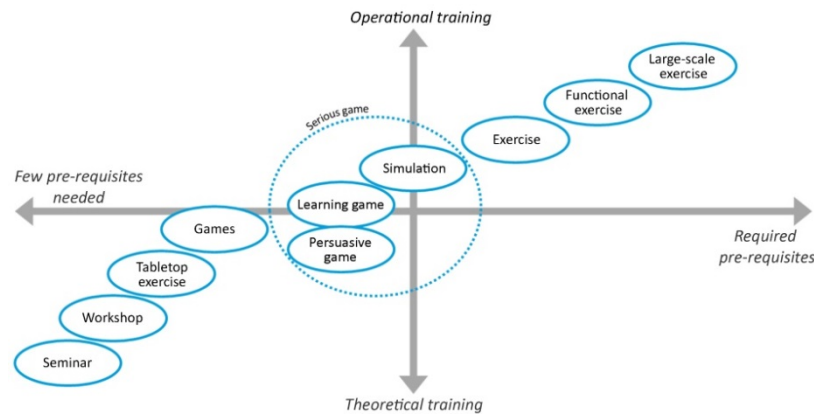 Operational training
Large-scale
exercise
Functional
exercise
Serious game
Exercise
Simulation
Few pre-requisites
needed
Learning game
Games
Persuasive
game
Required
pre-requisites
Tabletop
exercise
Workshop
Seminar
Theoretical training